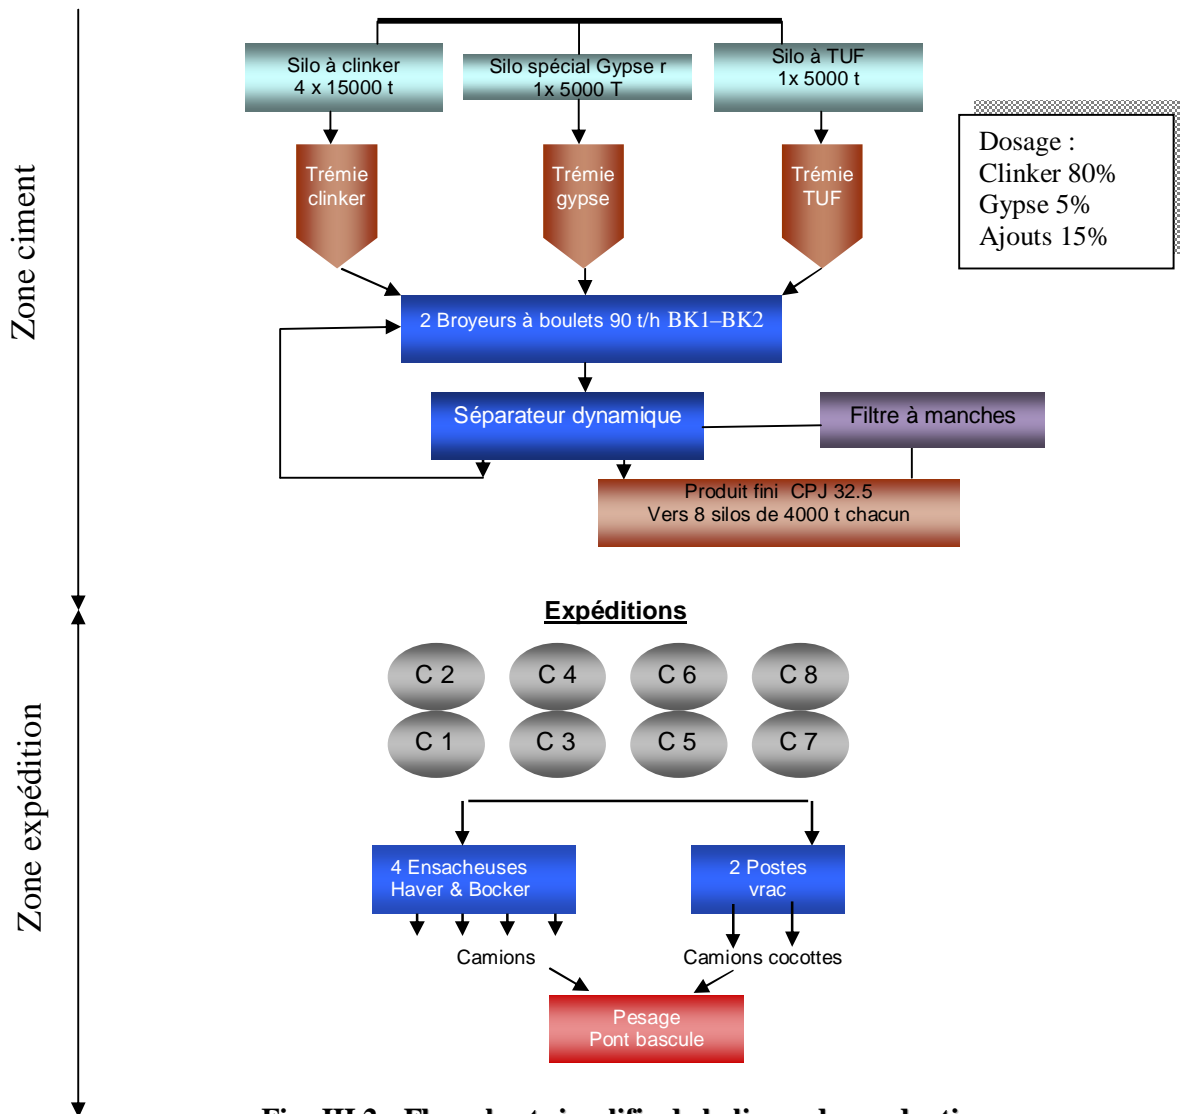 Silo à clinker
4 x 15000 t
Silo spécial Gypse r
1x 5000 T
Silo à TUF
1x 5000 t
Dosage :
Clinker 80%
Gypse 5%
Ajouts 15%
Trémie
clinker
Trémie
gypse
Trémie
TUF
Zone ciment
2 Broyeurs à boulets 90 t/h BK1–BK2
Séparateur dynamique
Filtre à manches
Produit fini CPJ 32.5
Vers 8 silos de 4000 t chacun
Expéditions
C 2
C 4
C 6
C 8
C 1
C 3
C 5
C 7
Zone expédition
4 Ensacheuses
Haver & Bocker
2 Postes
vrac
Camions
Camions cocottes
Pesage
Pont bascule